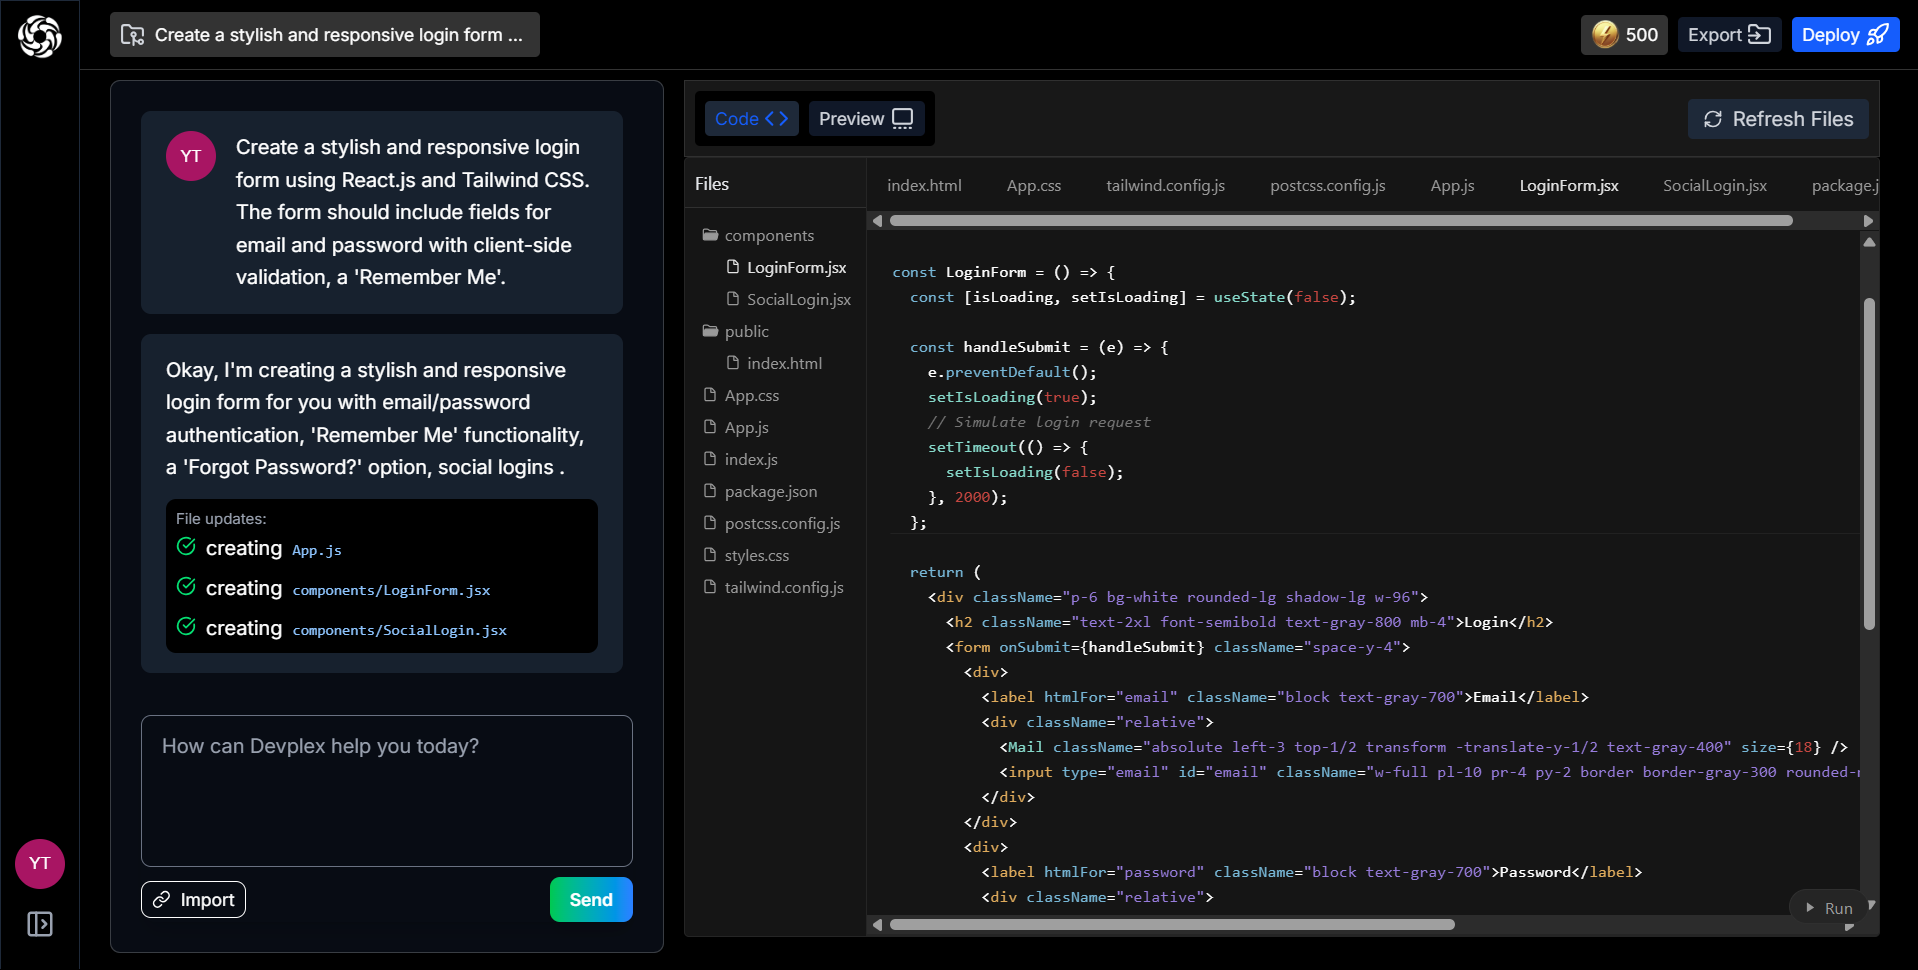 Create a stylish and responsive login form ...
500
Export
Deploy
YT
Create a stylish and responsive login
form using React.js and Tailwind CSS.
The form should include fields for
email and password with client-side
validation, a 'Remember Me'.
Okay, I'm creating a stylish and responsive
login form for you with email/password
authentication, 'Remember Me' functionality,
a 'Forgot Password?' option, social logins .
File updates:
creating App.js
creating components/LoginForm.jsx
creating components/SocialLogin.jsx
How can Devplex help you today?
Import
Send
YT
Code
Preview
Refresh Files
Files
components
LoginForm.jsx
SocialLogin.jsx
public
index.html
App.css
App.js
index.js
package.json
postcss.config.js
styles.css
tailwind.config.js
index.html App.css tailwind.config.js postcss.config.js App.js LoginForm.jsx SocialLogin.jsx package.j
const LoginForm = () => {
const [isLoading, setIsLoading] = useState(false);
const handleSubmit = (e) => {
e.preventDefault();
setIsLoading(true);
// Simulate login request
setTimeout(() => {
setIsLoading(false);
}, 2000);
};
return (
<div className="p-6 bg-white rounded-lg shadow-lg w-96">
<h2 className="text-2xl font-semibold text-gray-800 mb-4">Login</h2>
<form onSubmit={handleSubmit} className="space-y-4">
<div>
<label htmlFor="email" className="block text-gray-700">Email</label>
<div className="relative">
<Mail className="absolute left-3 top-1/2 transform -translate-y-1/2 text-gray-400" size={18} />
<input type="email" id="email" className="w-full pl-10 pr-4 py-2 border border-gray-300 rounded-
</div>
</div>
<div>
<label htmlFor="password" className="block text-gray-700">Password</label>
<div className="relative">
Run